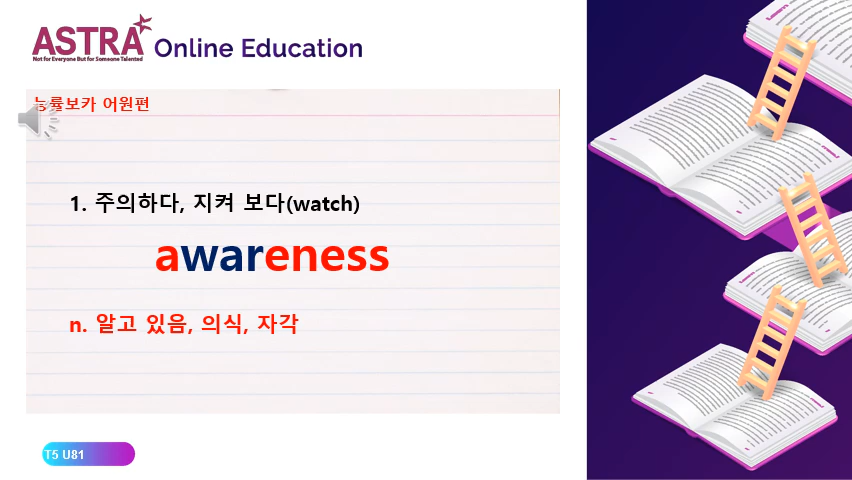 ASTRA
Not for Everyone But for Someone Talented
Online Education
능률보카 어원편
1. 주의하다, 지켜 보다(watch)
awareness
n. 알고 있음, 의식, 자각
T5 U81